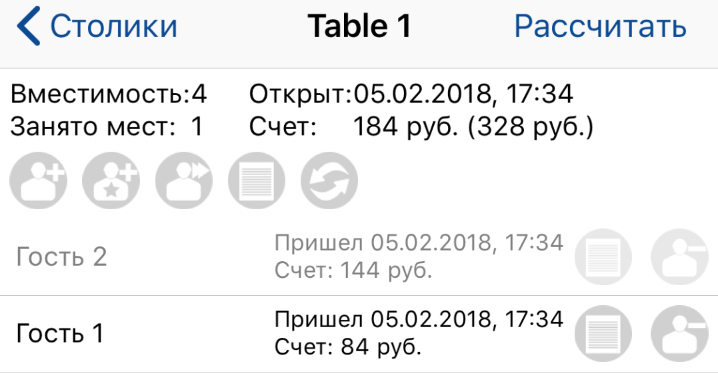 Столики Table 1 Рассчитать
Вместимость:4 Открыт:05.02.2018, 17:34
Занято мест: 1 Счет: 184 руб. (328 руб.)
Гость 2
Пришел 05.02.2018, 17:34
Счет: 144 руб.
Гость 1
Пришел 05.02.2018, 17:34
Счет: 84 руб.